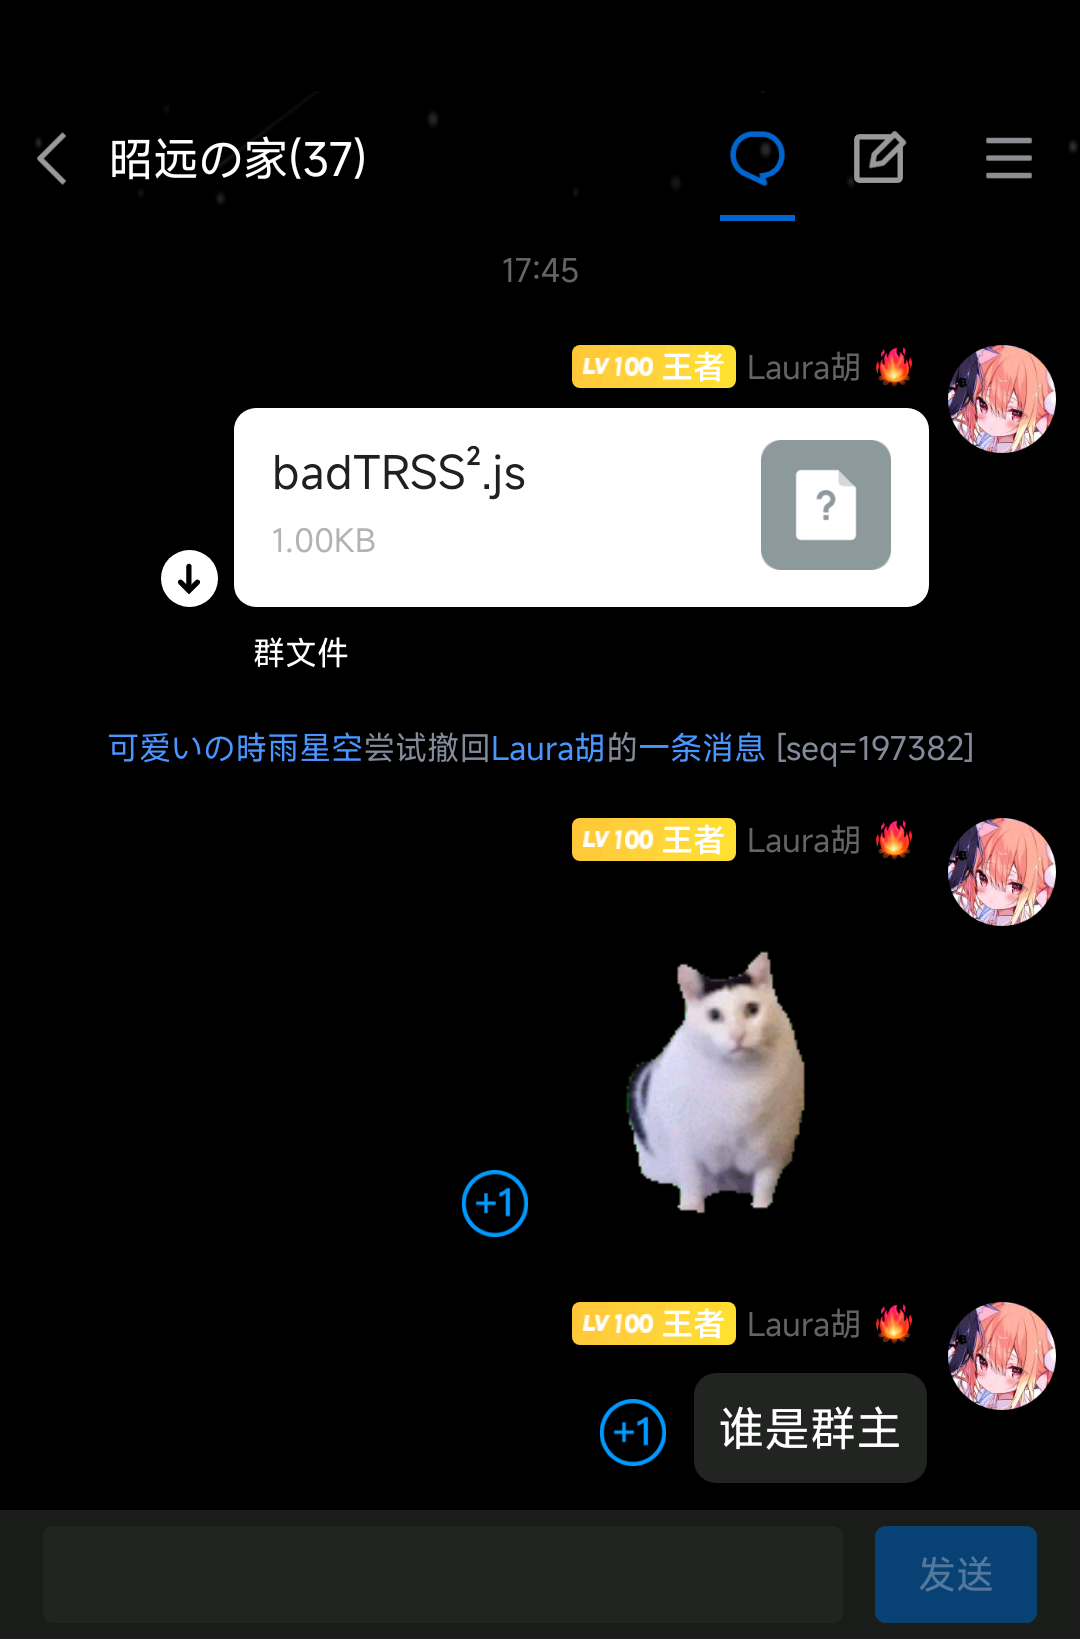 昭远の家(37)
17:45
LV100 王者 Laura胡 🔥
badTRSS².js
1.00KB
群文件
可爱いの時雨星空尝试撤回Laura胡的一条消息 [seq=197382]
LV100 王者 Laura胡 🔥
+1
LV100 王者 Laura胡 🔥
+1 谁是群主
发送